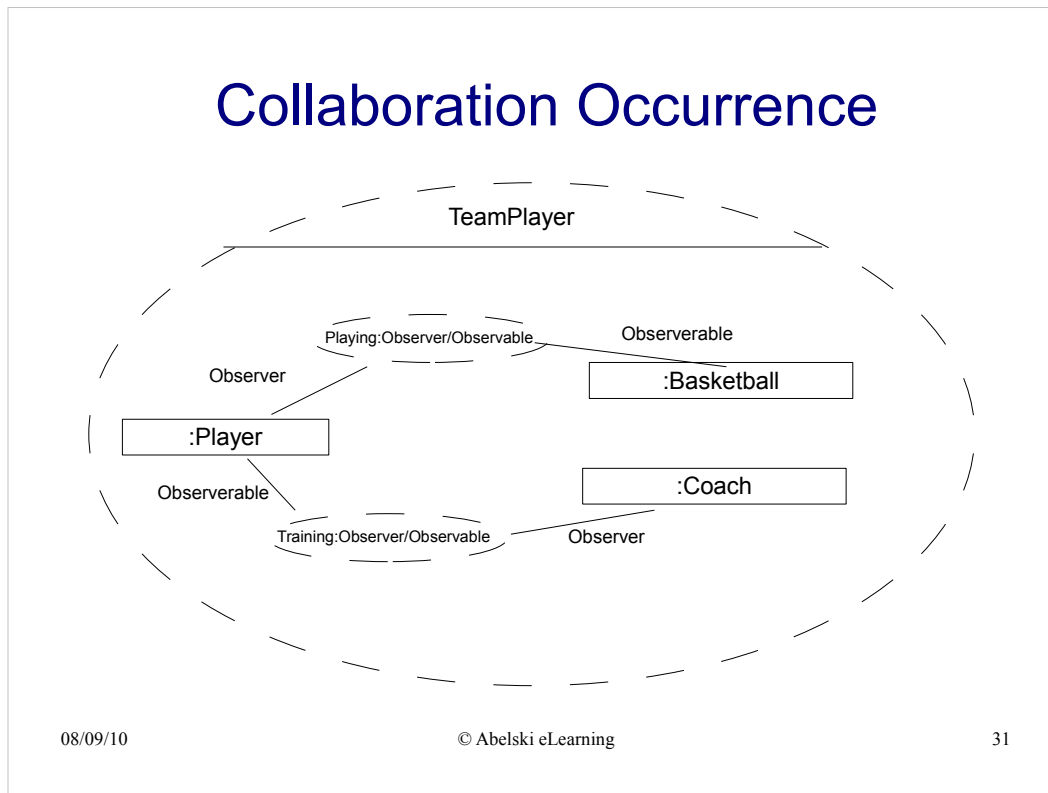 Collaboration Occurrence
TeamPlayer
Playing:Observer/Observable
Observerable
Observer
:Basketball
:Player
Observerable
:Coach
Training:Observer/Observable
Observer
08/09/10
© Abelski eLearning
31